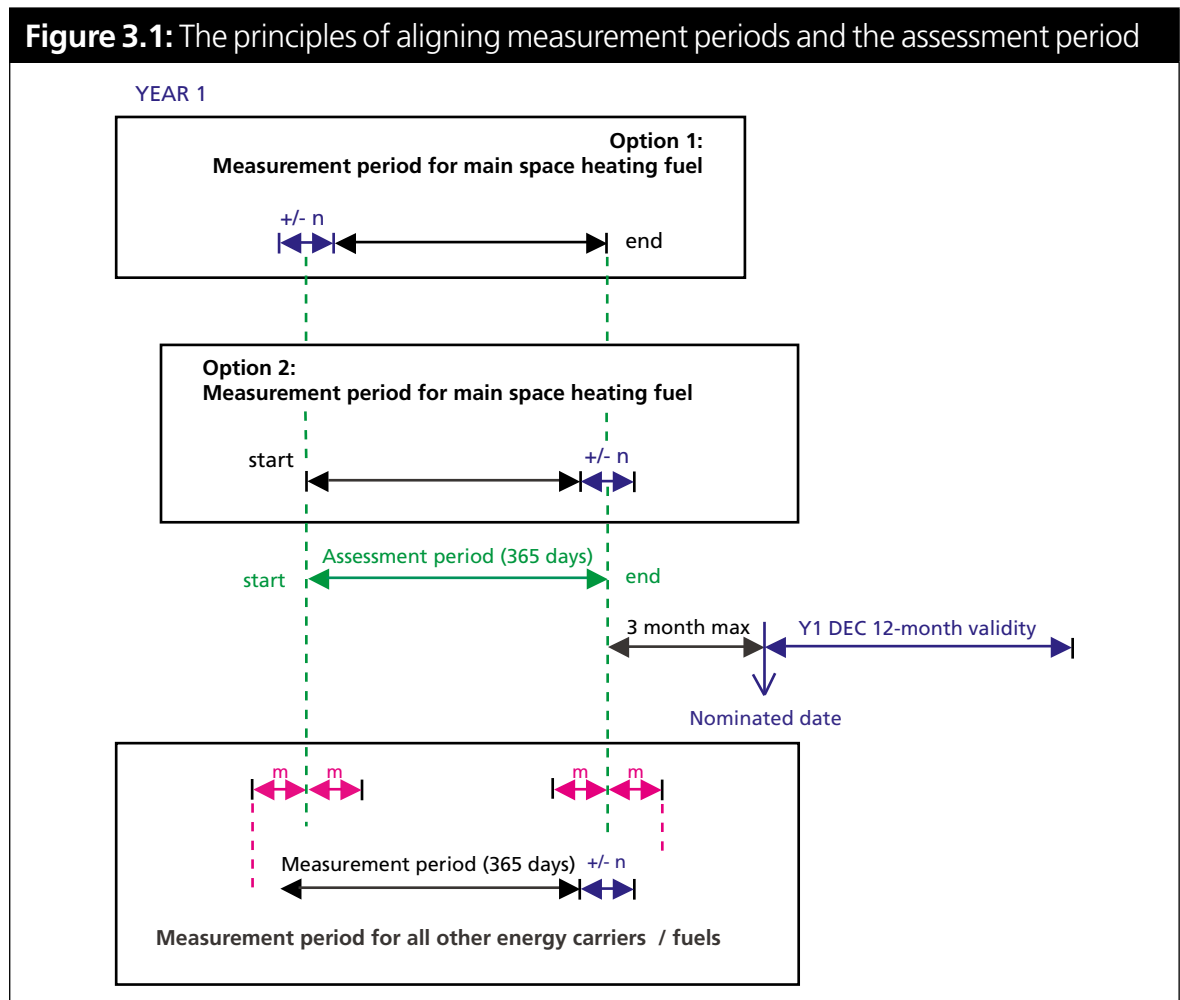 Figure 3.1: The principles of aligning measurement periods and the assessment period
YEAR 1
Option 1:
Measurement period for main space heating fuel
+/- n
end
Option 2:
Measurement period for main space heating fuel
start
+/- n
Assessment period (365 days)
start
end
3 month max
Y1 DEC 12-month validity
Nominated date
m
m
m
m
Measurement period (365 days)
+/- n
Measurement period for all other energy carriers / fuels